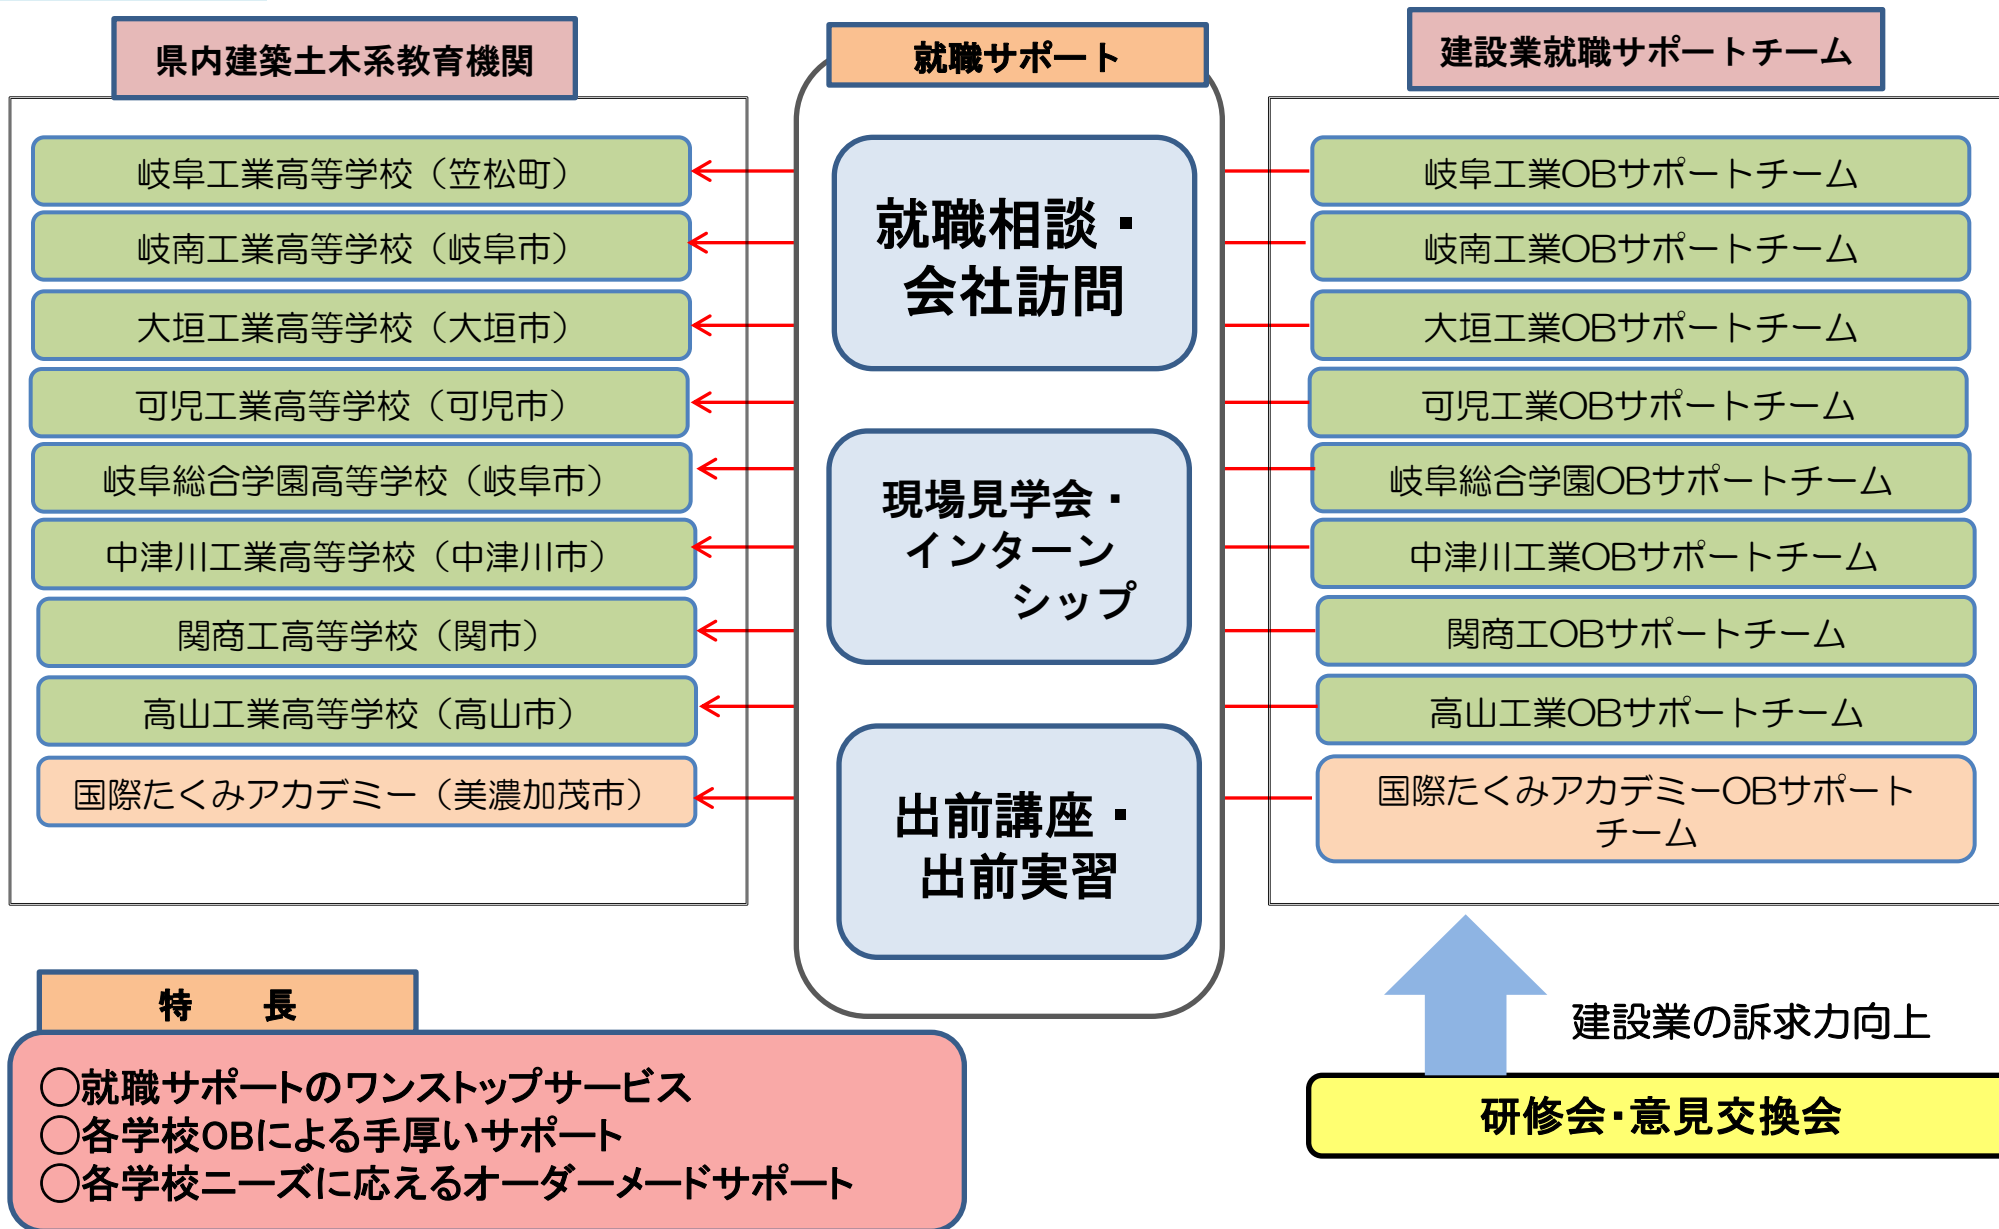 県内建築土木系教育機関
岐阜工業高等学校（笠松町）
岐南工業高等学校（岐阜市）
大垣工業高等学校（大垣市）
可児工業高等学校（可児市）
岐阜総合学園高等学校（岐阜市）
中津川工業高等学校（中津川市）
関商工高等学校（関市）
高山工業高等学校（高山市）
国際たくみアカデミー（美濃加茂市）
就職サポート
就職相談・
会社訪問
現場見学会・
インターン
シップ
出前講座・
出前実習
建設業就職サポートチーム
岐阜工業OBサポートチーム
岐南工業OBサポートチーム
大垣工業OBサポートチーム
可児工業OBサポートチーム
岐阜総合学園OBサポートチーム
中津川工業OBサポートチーム
関商工OBサポートチーム
高山工業OBサポートチーム
国際たくみアカデミーOBサポート
チーム
特　長
○就職サポートのワンストップサービス
○各学校OBによる手厚いサポート
○各学校ニーズに応えるオーダーメードサポート
建設業の訴求力向上
研修会・意見交換会